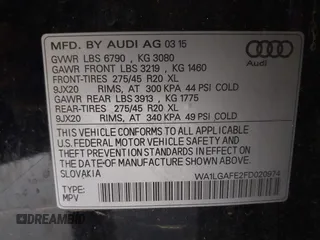 MFD. BY AUDI AG 03 15
Audi
GVWR LBS 6790 , KG 3080
GAWR FRONT LBS 3219 , KG 1460
FRONT-TIRES 275/45 R20 XL
9JX20 RIMS, AT 300 KPA 44 PSI COLD
GAWR REAR LBS 3913 , KG 1775
REAR-TIRES 275/45 R20 XL
9JX20 RIMS, AT 340 KPA 49 PSI COLD
THIS VEHICLE CONFORMS TO ALL APPLICABLE
U.S.FEDERAL MOTOR VEHICLE SAFETY
THEFT PREVENTION STANDARDS IN EFFECT ON THE
DATE OF MANUFACTURE SHOWN ABOVE.
SLOVAKIA
WA1LGAFE2FD020974
TYPE:
MPV
DREAMBID